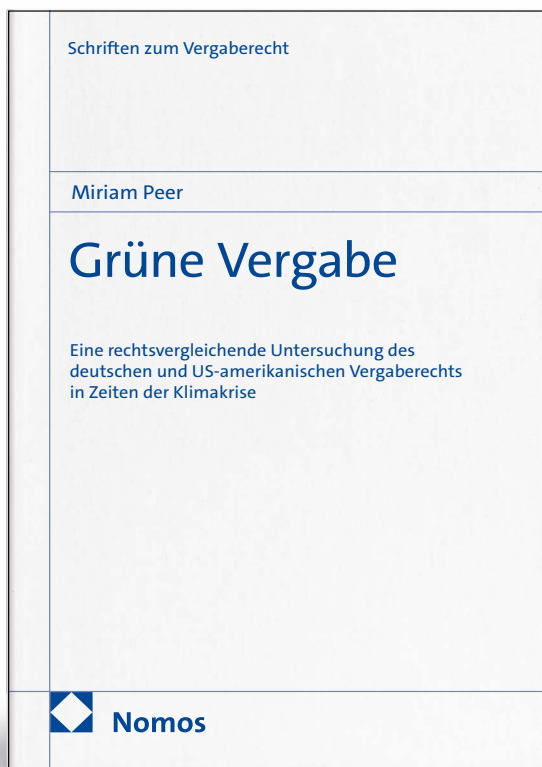 Schriften zum Vergaberecht
Miriam Peer
Grüne Vergabe
Eine rechtsvergleichende Untersuchung des
deutschen und US-amerikanischen Vergaberechts
in Zeiten der Klimakrise
Nomos